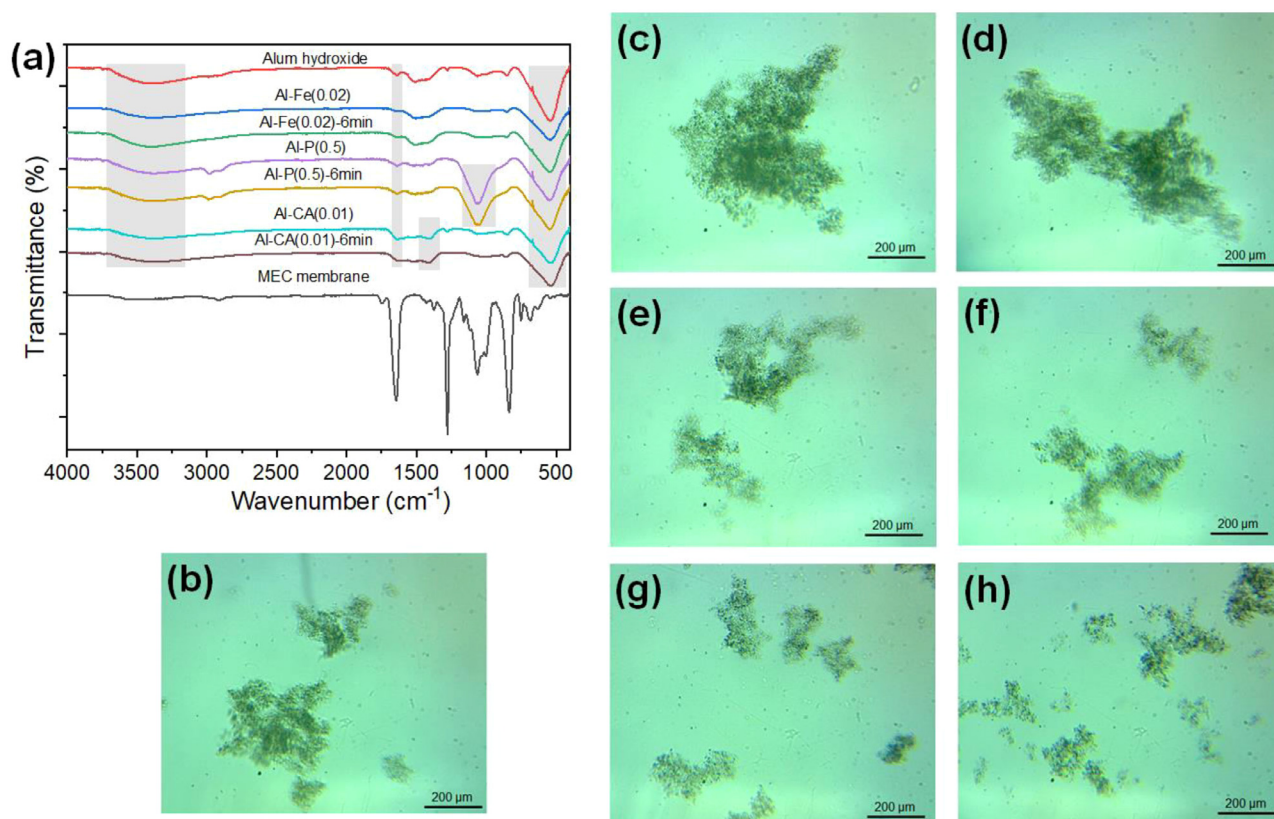 (a)
Transmittance (%)
Alum hydroxide
Al-Fe(0.02)
Al-Fe(0.02)-6min
Al-P(0.5)
Al-P(0.5)-6min
Al-CA(0.01)
Al-CA(0.01)-6min
MEC membrane
4000 3500 3000 2500 2000 1500 1000 500
Wavenumber (cm⁻¹)
(b)
200 µm
(c)
200 µm
(d)
200 µm
(e)
200 µm
(f)
200 µm
(g)
200 µm
(h)
200 µm